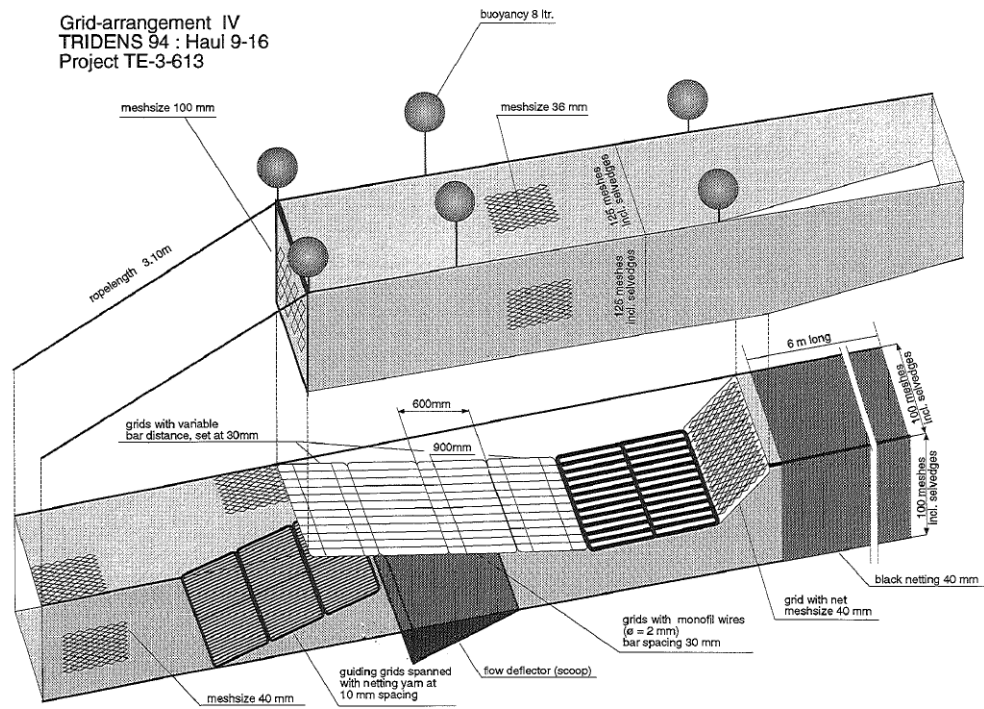 Grid-arrangement IV
TRIDENS 94 : Haul 9-16
Project TE-3-613
buoyancy 8 ltr.
meshsize 100 mm
meshsize 36 mm
125 meshes
incl. selvedges
125 meshes
incl. selvedges
ropelength 3.10m
6 m long
100 meshes
incl. selvedges
600mm
grids with variable
bar distance, set at 30mm
900mm
100 meshes
incl. selvedges
black netting 40 mm
grid with net
meshsize 40 mm
grids with monofil wires
(ø = 2 mm)
bar spacing 30 mm
flow deflector (scoop)
guiding grids spanned
with netting yarn at
10 mm spacing
meshsize 40 mm